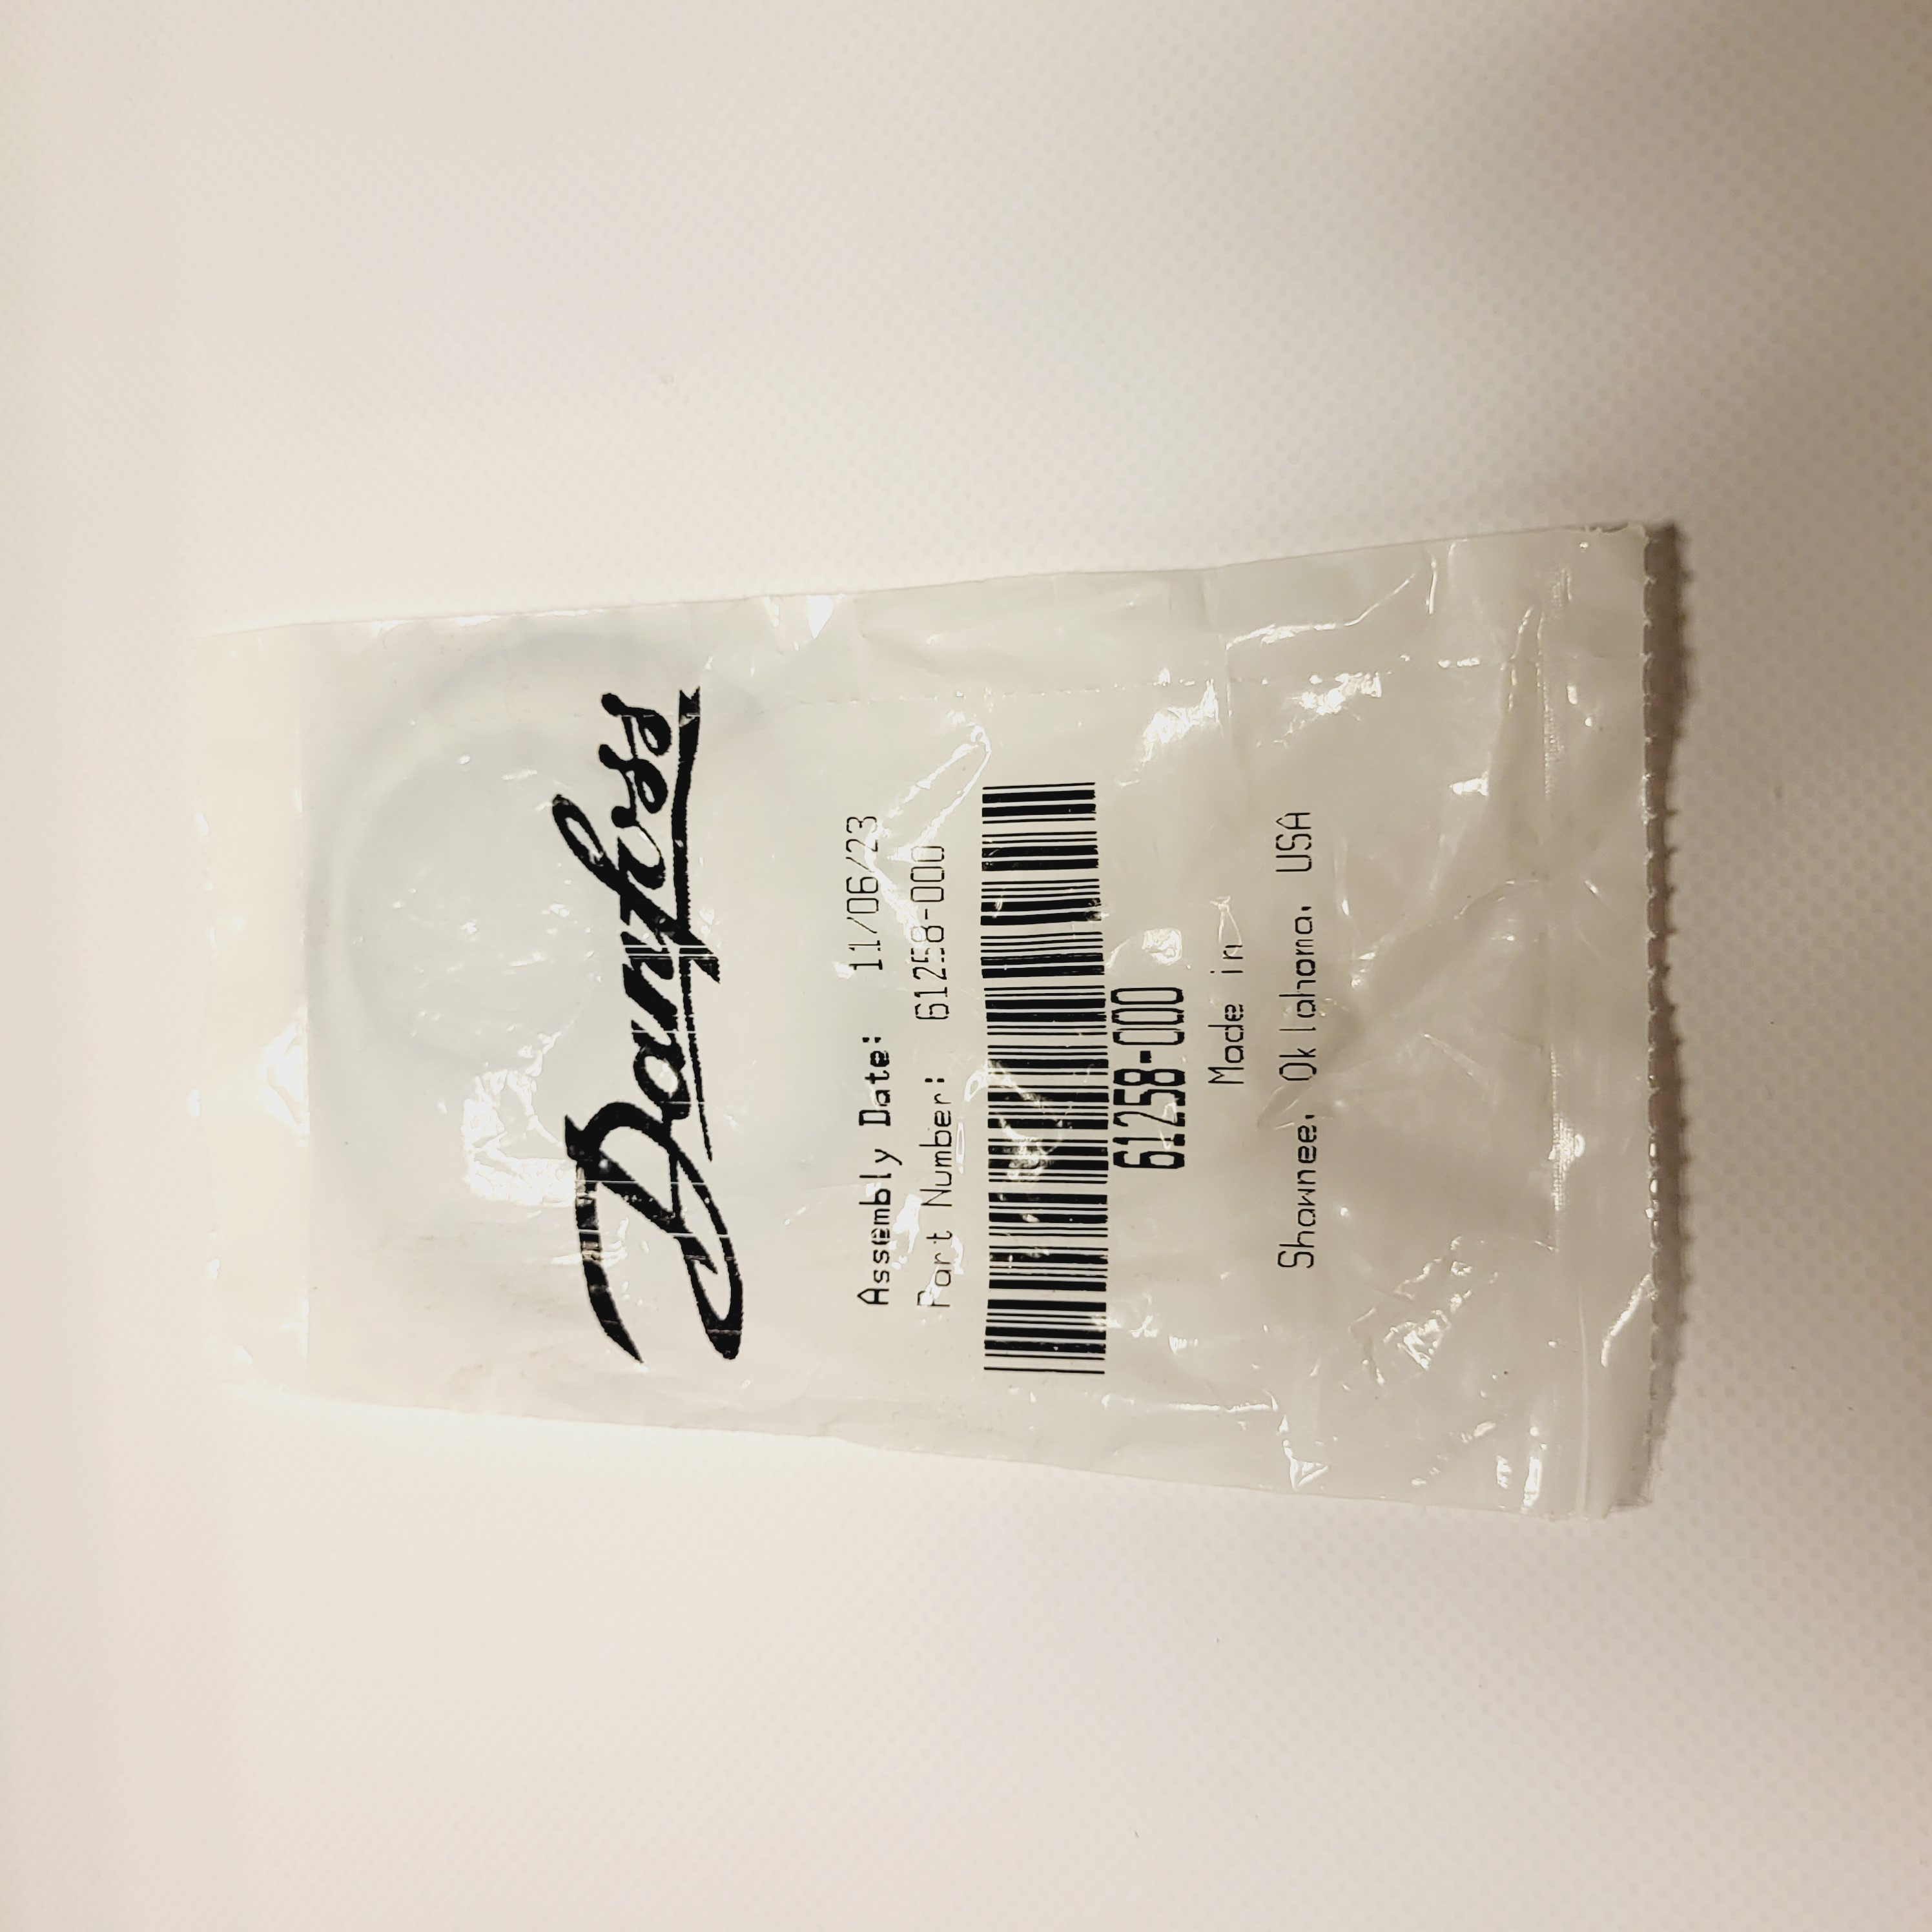 Danfoss
Assembly Date: 11/06/23
Part Number: 61258-000
61258-000
Made in
Shawnee, Oklahoma, USA